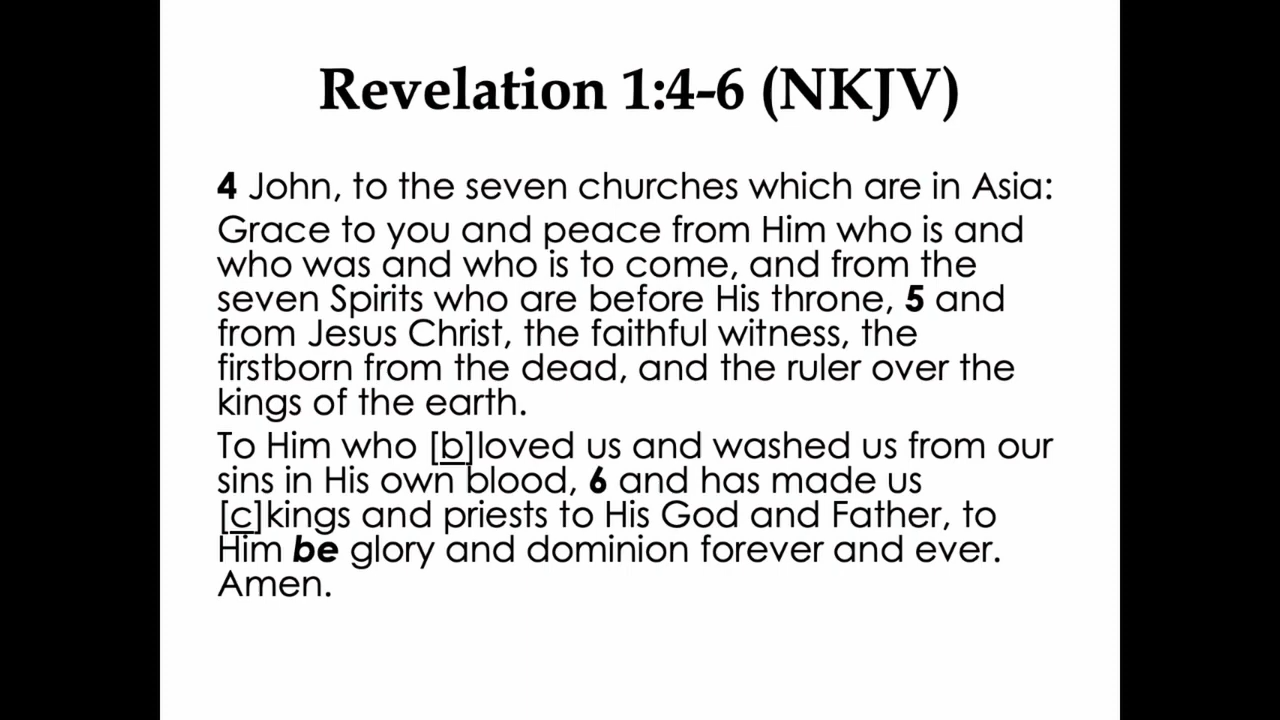 Revelation 1:4-6 (NKJV)
4 John, to the seven churches which are in Asia:
Grace to you and peace from Him who is and
who was and who is to come, and from the
seven Spirits who are before His throne, 5 and
from Jesus Christ, the faithful witness, the
firstborn from the dead, and the ruler over the
kings of the earth.
To Him who [b]loved us and washed us from our
sins in His own blood, 6 and has made us
[c]kings and priests to His God and Father, to
Him be glory and dominion forever and ever.
Amen.